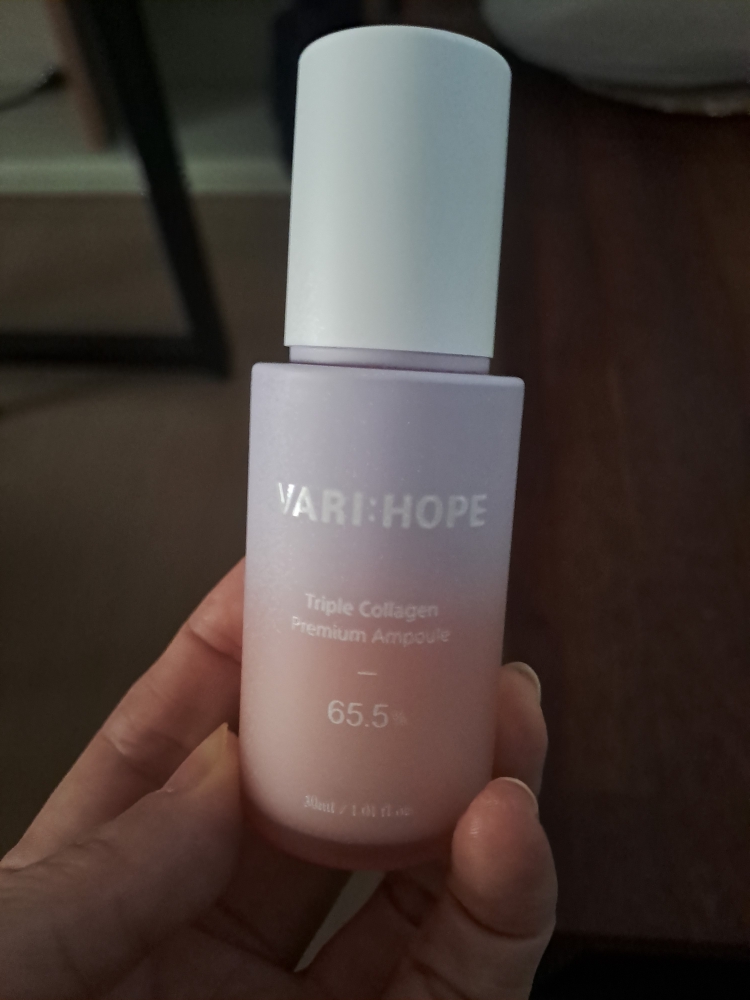 VARI:HOPE
Triple Collagen
Premium Ampoule
65.5%
30ml / 1.01 fl oz